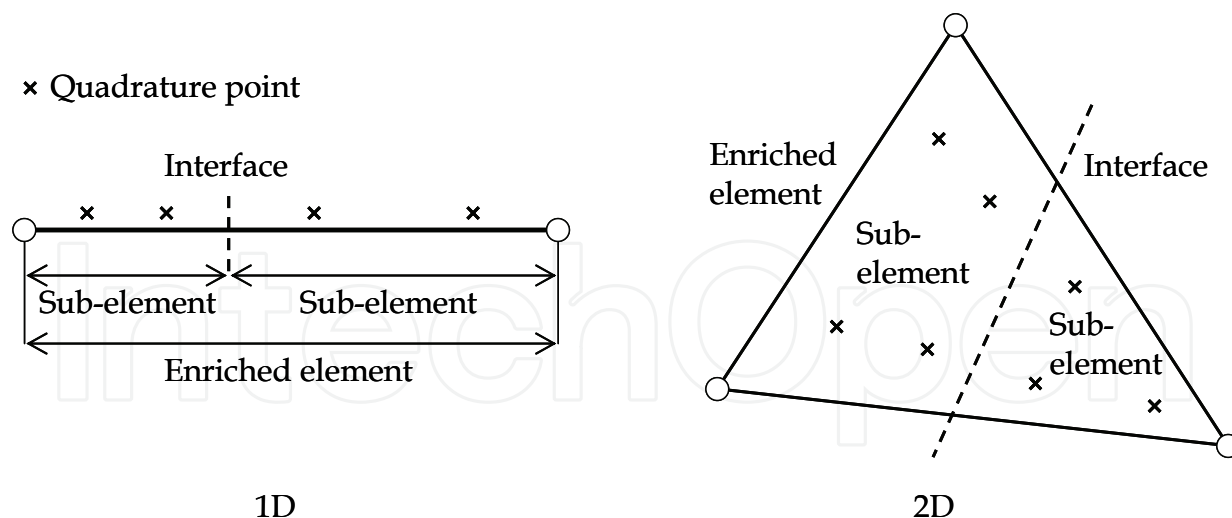 × Quadrature point
Interface
Sub-element
Sub-element
Enriched element
1D
Enriched
element
Interface
Sub-
element
Sub-
element
2D
IntechOpen